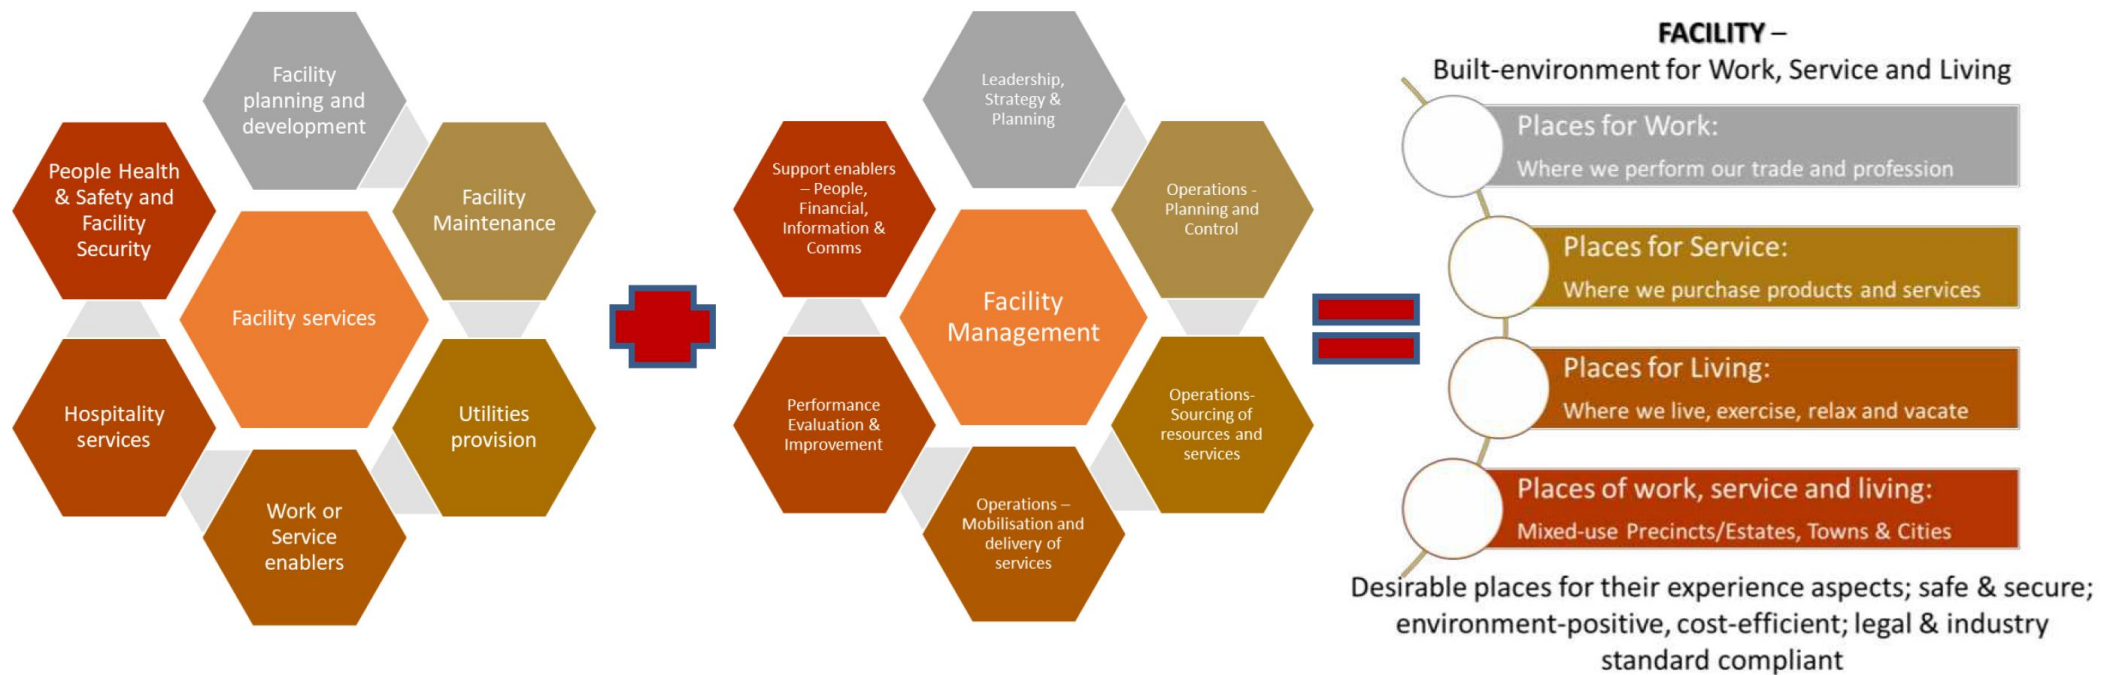 Facility
planning and
development
Facility
Maintenance
Utilities
provision
Work or
Service
enablers
Hospitality
services
People Health
& Safety and
Facility
Security
Facility services
Leadership,
Strategy &
Planning
Operations -
Planning and
Control
Operations-
Sourcing of
resources and
services
Operations –
Mobilisation and
delivery of
services
Performance
Evaluation &
Improvement
Support enablers
– People,
Financial,
Information &
Comms
Facility
Management
FACILITY –
Built-environment for Work, Service and Living
Places for Work:
Where we perform our trade and profession
Places for Service:
Where we purchase products and services
Places for Living:
Where we live, exercise, relax and vacate
Places of work, service and living:
Mixed-use Precincts/Estates, Towns & Cities
Desirable places for their experience aspects; safe & secure;
environment-positive, cost-efficient; legal & industry
standard compliant